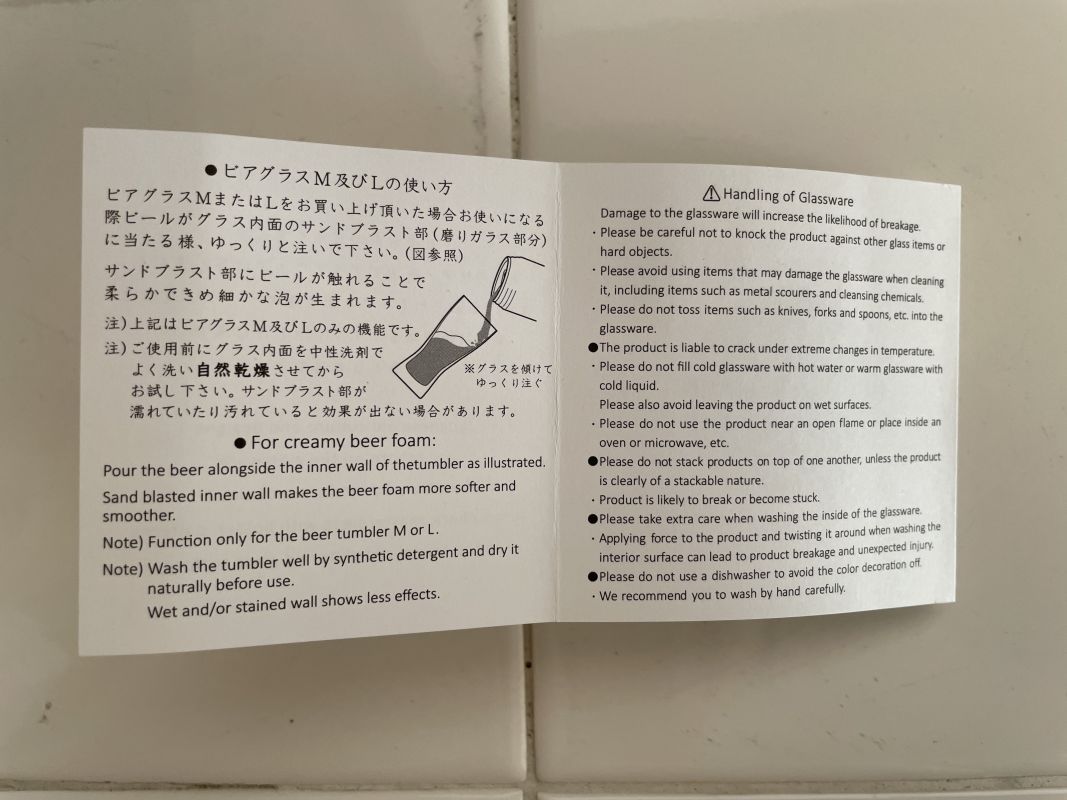 ●ビアグラスM及びLの使い方
ビアグラスMまたはLをお買い上げ頂いた場合お使いになる
際ビールがグラス内面のサンドブラスト部(磨りガラス部分)
に当たる様、ゆっくりと注いで下さい。(図参照)
サンドブラスト部にビールが触れることで
柔らかできめ細かな泡が生まれます。
注)上記はビアグラスM及びLのみの機能です。
注)ご使用前にグラス内面を中性洗剤で
よく洗い自然乾燥させてから
お試し下さい。サンドブラスト部が
濡れていたり汚れていると効果が出ない場合があります。
※グラスを傾けて
ゆっくり注ぐ
●For creamy beer foam:
Pour the beer alongside the inner wall of thetumbler as illustrated.
Sand blasted inner wall makes the beer foam more softer and
smoother.
Note) Function only for the beer tumbler M or L.
Note) Wash the tumbler well by synthetic detergent and dry it
naturally before use.
Wet and/or stained wall shows less effects.
⚠Handling of Glassware
Damage to the glassware will increase the likelihood of breakage.
・Please be careful not to knock the product against other glass items or
hard objects.
・Please avoid using items that may damage the glassware when cleaning
it, including items such as metal scourers and cleansing chemicals.
・Please do not toss items such as knives, forks and spoons, etc. into the
glassware.
●The product is liable to crack under extreme changes in temperature.
・Please do not fill cold glassware with hot water or warm glassware with
cold liquid.
Please also avoid leaving the product on wet surfaces.
・Please do not use the product near an open flame or place inside an
oven or microwave, etc.
●Please do not stack products on top of one another, unless the product
is clearly of a stackable nature.
・Product is likely to break or become stuck.
●Please take extra care when washing the inside of the glassware.
・Applying force to the product and twisting it around when washing the
interior surface can lead to product breakage and unexpected injury.
●Please do not use a dishwasher to avoid the color decoration off.
・We recommend you to wash by hand carefully.